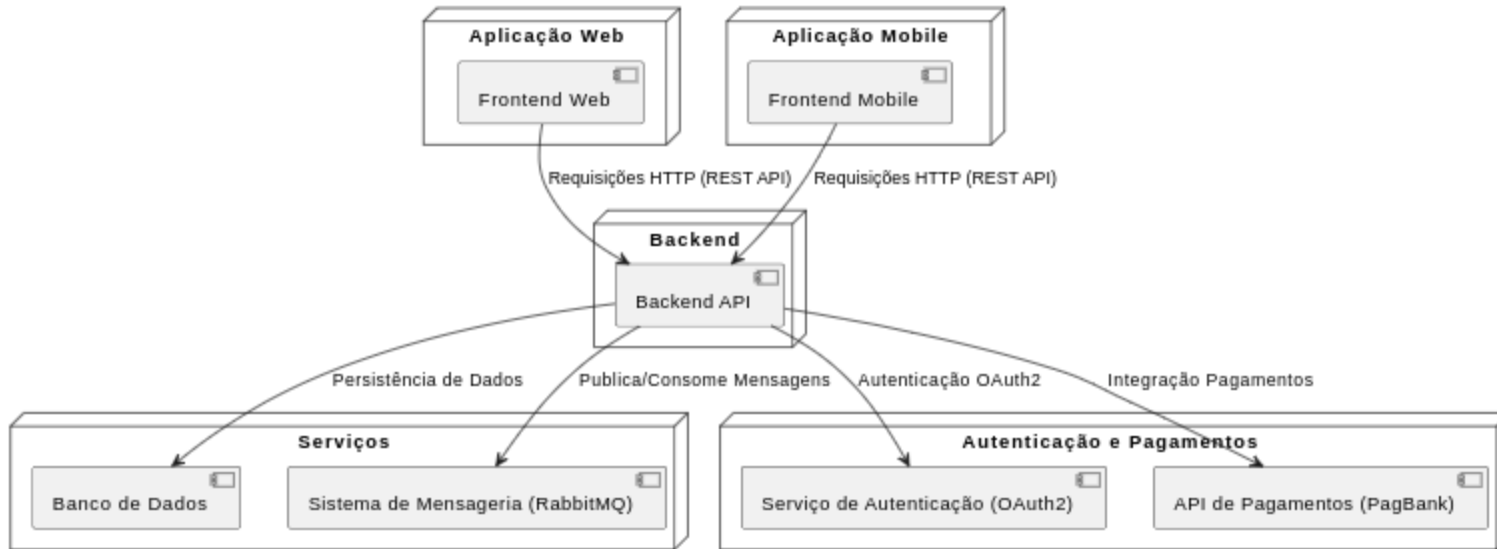 Aplicação Web
Aplicação Mobile
Frontend Web
Frontend Mobile
Requisições HTTP (REST API)
Requisições HTTP (REST API)
Backend
Backend API
Persistência de Dados
Publica/Consome Mensagens
Autenticação OAuth2
Integração Pagamentos
Serviços
Autenticação e Pagamentos
Banco de Dados
Sistema de Mensageria (RabbitMQ)
Serviço de Autenticação (OAuth2)
API de Pagamentos (PagBank)